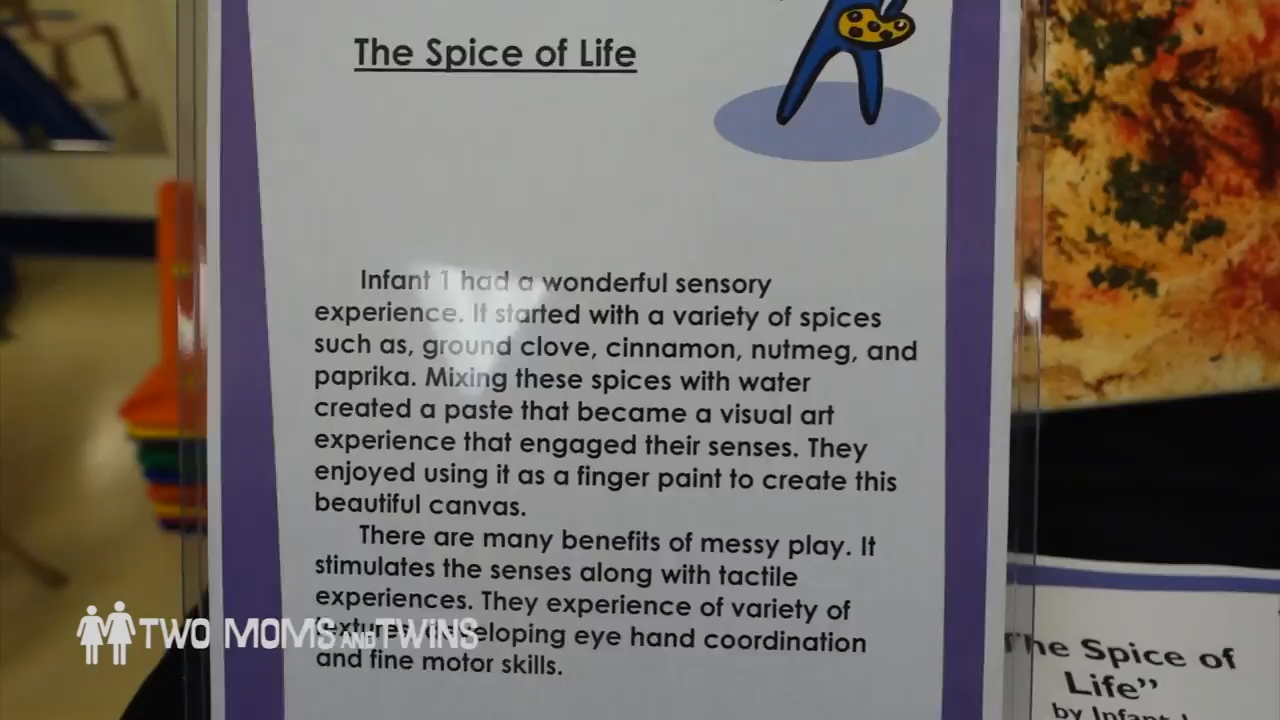 The Spice of Life
Infant 1 had a wonderful sensory
experience. It started with a variety of spices
such as, ground clove, cinnamon, nutmeg, and
paprika. Mixing these spices with water
created a paste that became a visual art
experience that engaged their senses. They
enjoyed using it as a finger paint to create this
beautiful canvas.
There are many benefits of messy play. It
stimulates the senses along with tactile
experiences. They experience of variety of
textures developing eye hand coordination
and fine motor skills.
TWO MOMS AND TWINS
The Spice of
Life”
by Infant